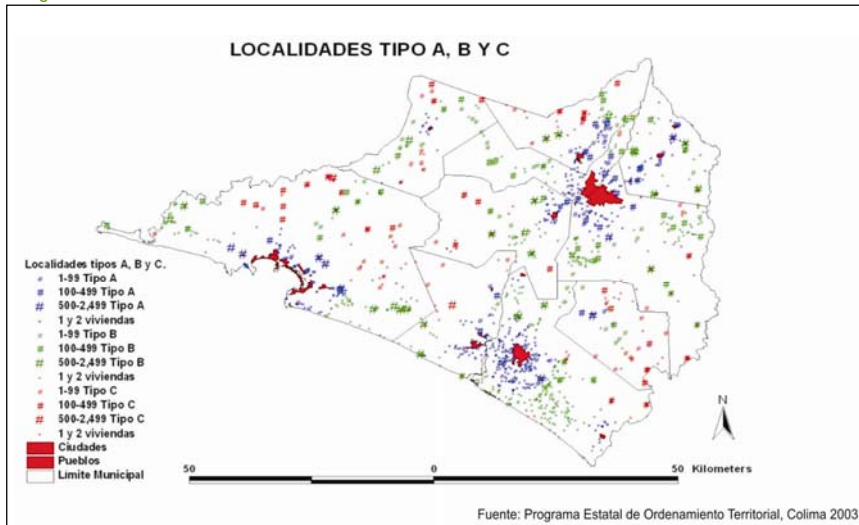 LOCALIDADES TIPO A, B Y C
Localidades tipos A, B y C.
1-99 Tipo A
100-499 Tipo A
500-2,499 Tipo A
1 y 2 viviendas
1-99 Tipo B
100-499 Tipo B
500-2,499 Tipo B
1 y 2 viviendas
1-99 Tipo C
100-499 Tipo C
500-2,499 Tipo C
1 y 2 viviendas
Ciudades
Pueblos
Limite Municipal
N
50 0 50 Kilometers
Fuente: Programa Estatal de Ordenamiento Territorial, Colima 2003